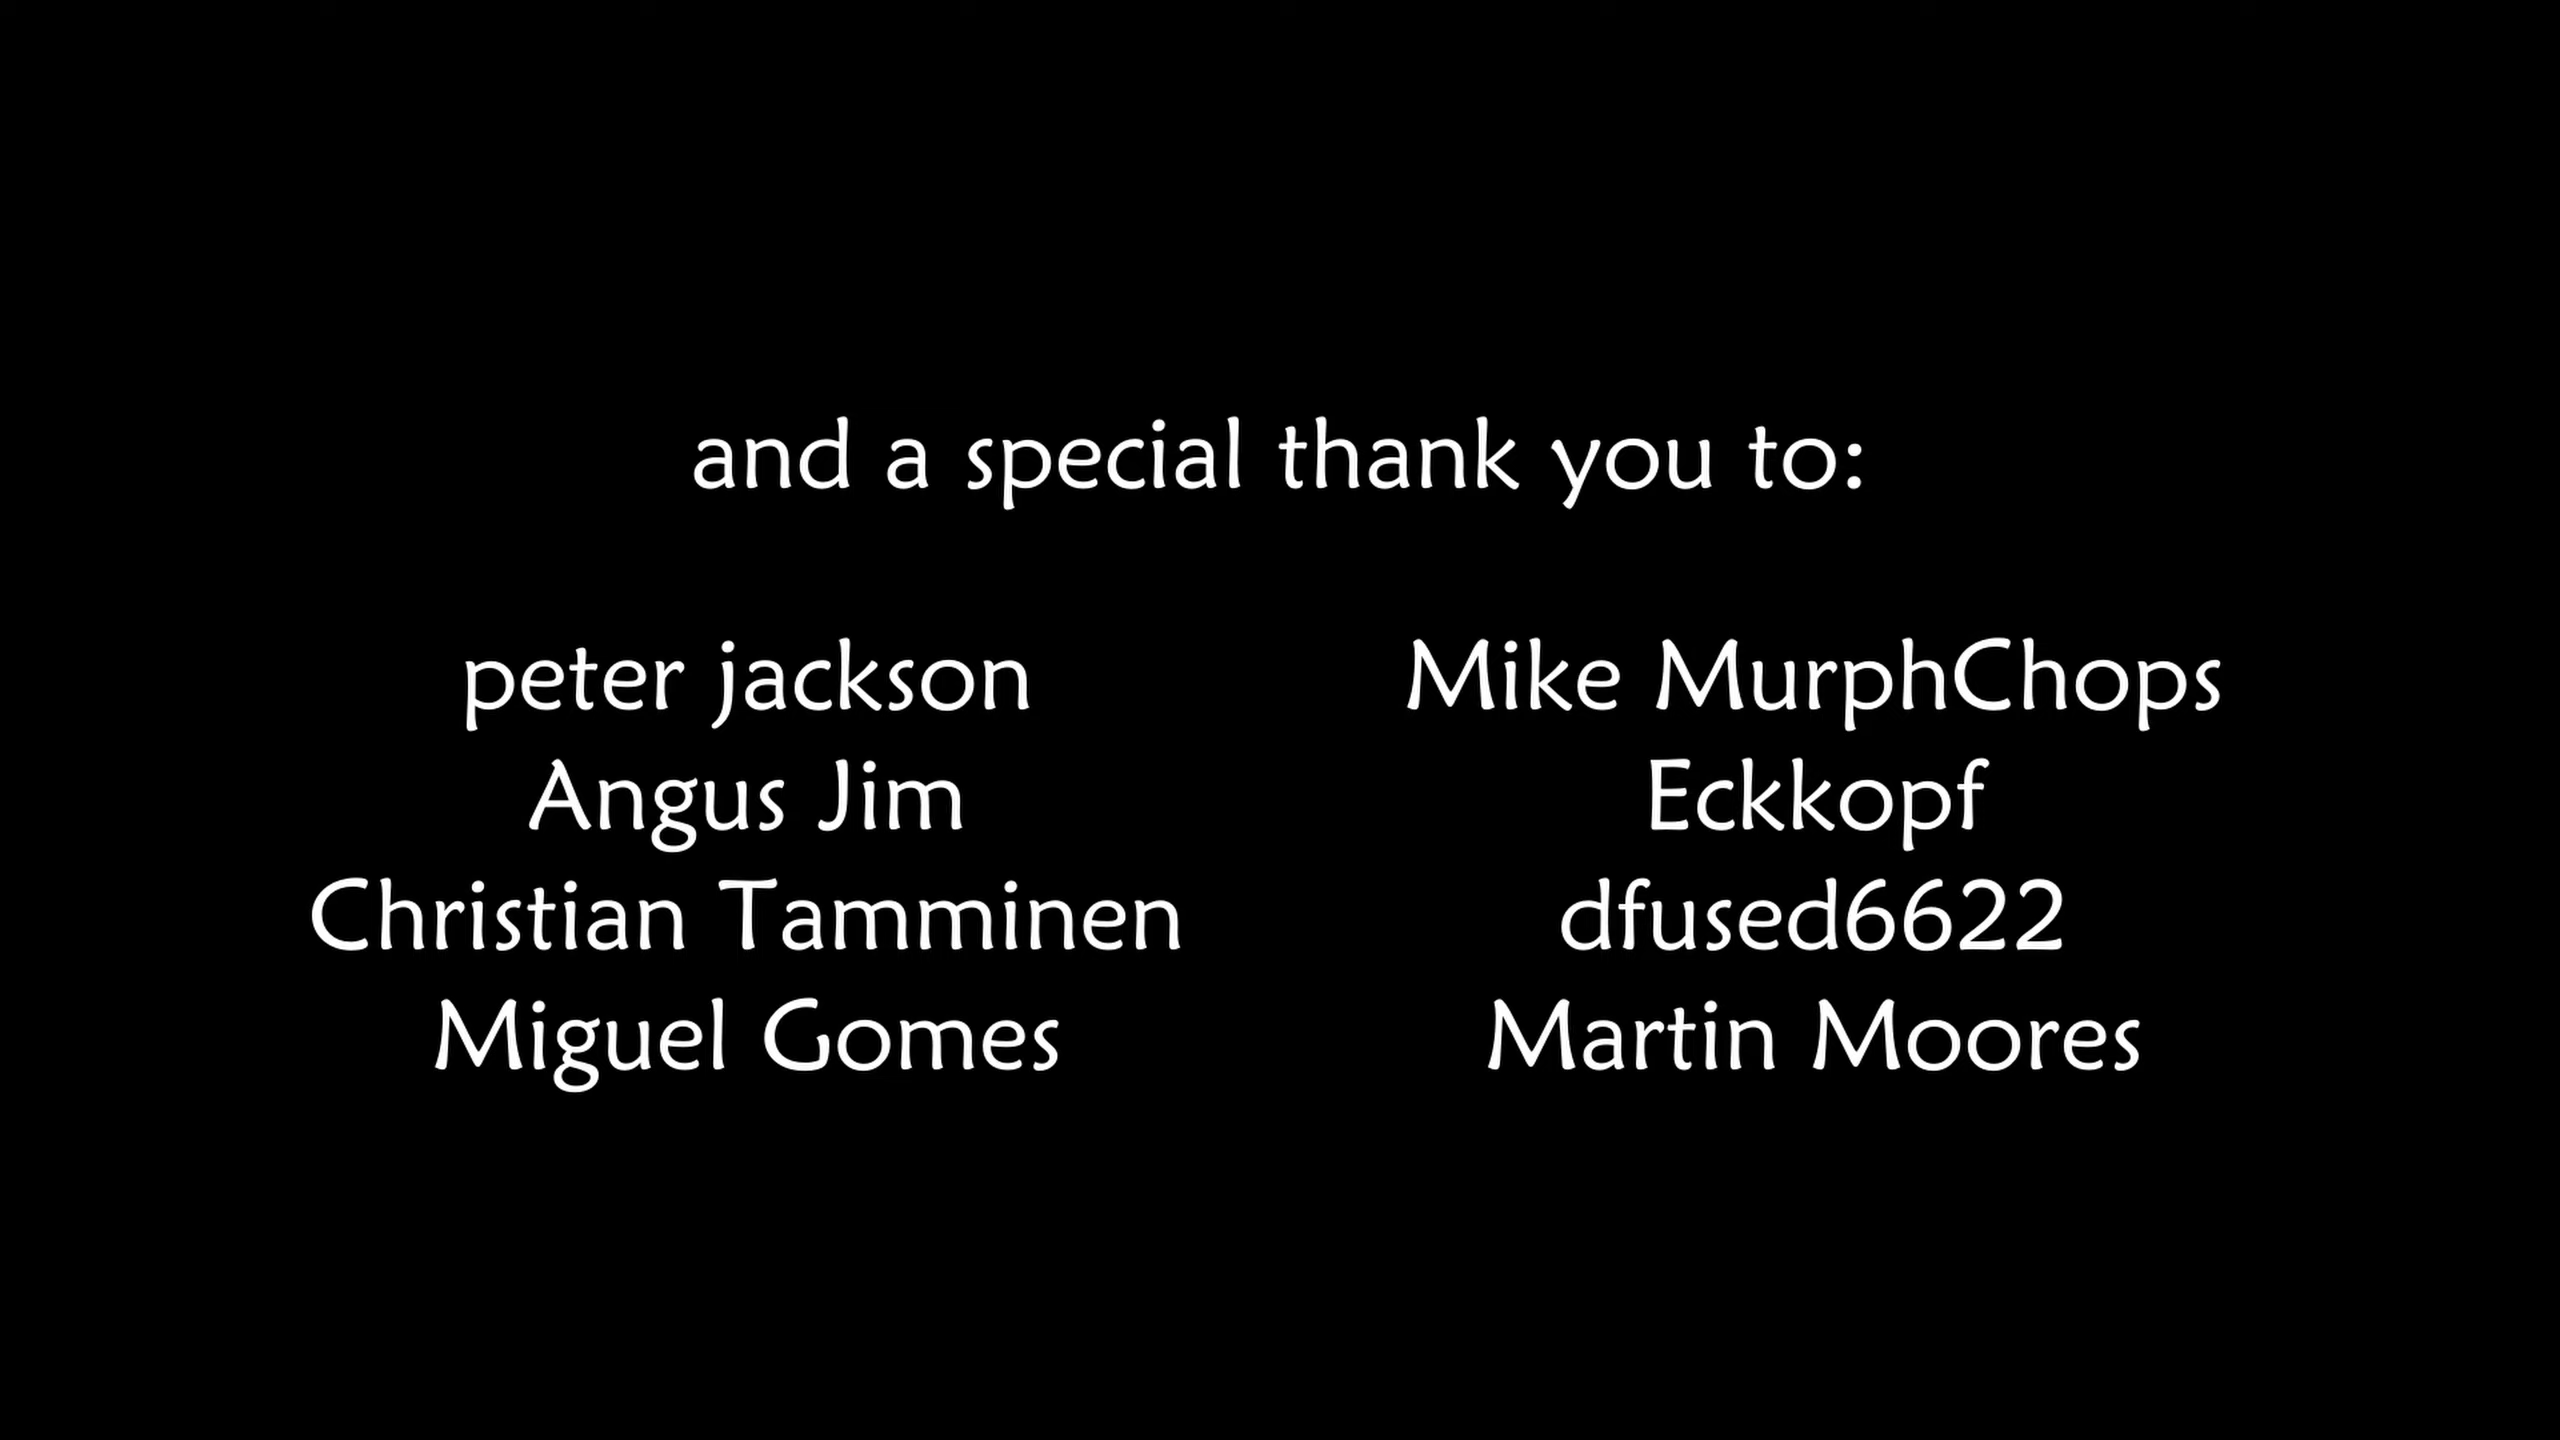 and a special thank you to:
peter jackson
Angus Jim
Christian Tamminen
Miguel Gomes
Mike MurphChops
Eckkopf
dfused6622
Martin Moores